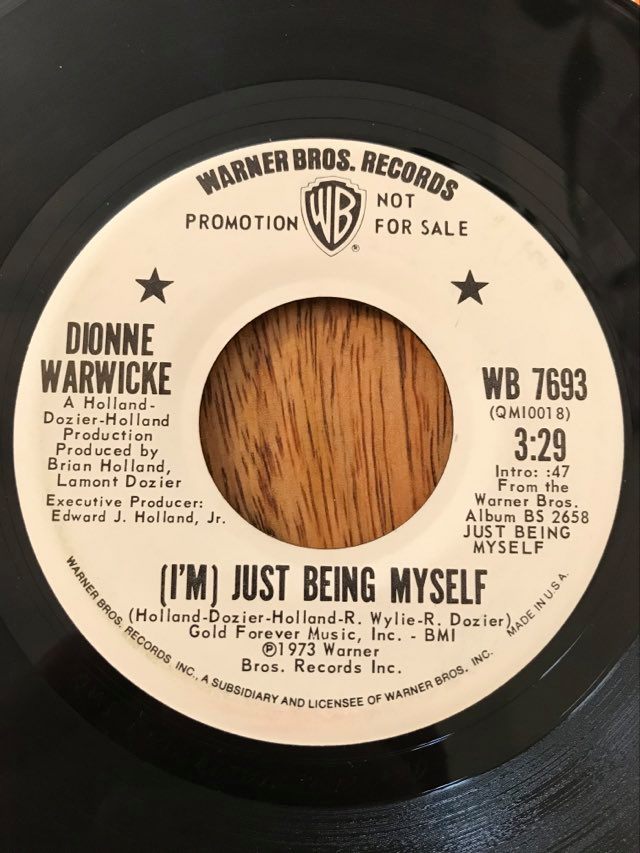 WARNER BROS. RECORDS
PROMOTION WB NOT FOR SALE
®
DIONNE
WARWICKE
A Holland-
Dozier-Holland
Production
Produced by
Brian Holland,
Lamont Dozier
Executive Producer:
Edward J. Holland, Jr.
WB 7693
(QMI0018)
3:29
Intro: :47
From the
Warner Bros.
Album BS 2658
JUST BEING
MYSELF
(I'M) JUST BEING MYSELF
(Holland-Dozier-Holland-R. Wylie-R. Dozier)
Gold Forever Music, Inc. - BMI
℗1973 Warner
Bros. Records Inc.
WARNER BROS. RECORDS INC., A SUBSIDIARY AND LICENSEE OF WARNER BROS. INC.
MADE IN U.S.A.